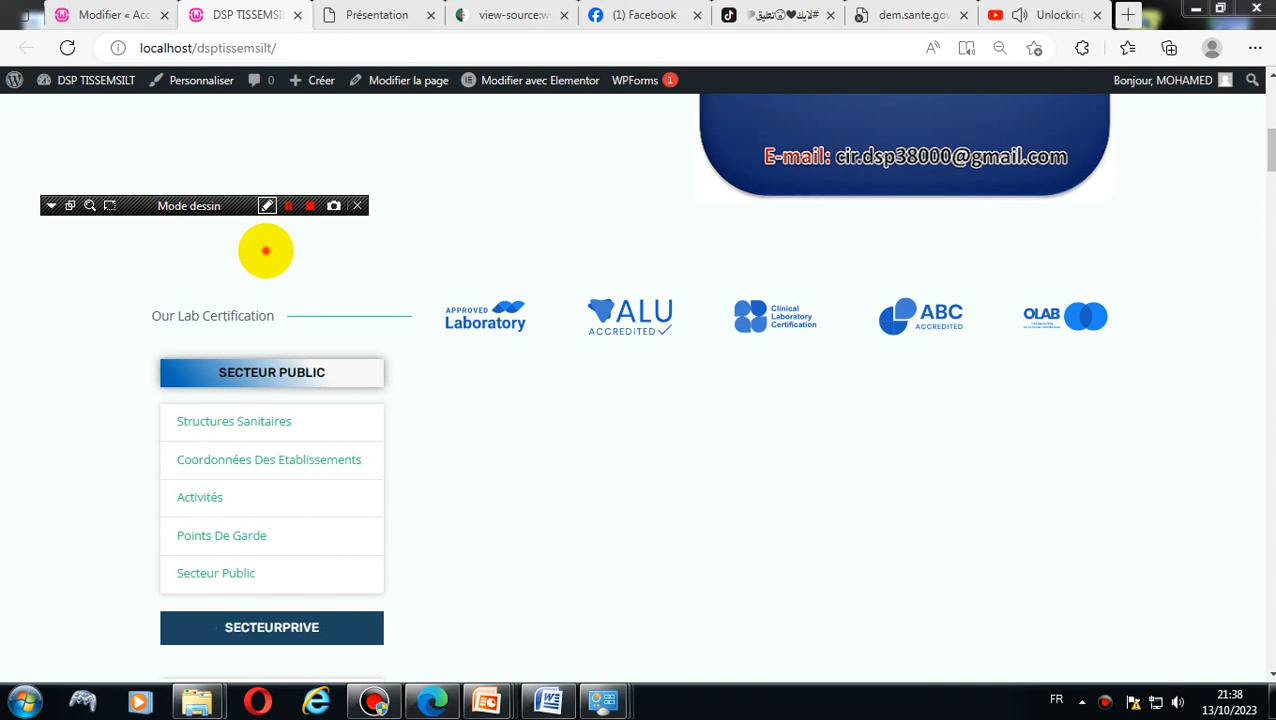 Modifier « Acc
DSP TISSEMSIL
Présentation
view-source:w
(1) Facebook
dem.sante.gov
Unlocking
localhost/dsptissemsilt/
DSP TISSEMSILT
Personnaliser
0
Créer
Modifier la page
Modifier avec Elementor
WPForms 1
Bonjour, MOHAMED
E-mail: cir.dsp38000@gmail.com
Mode dessin
Our Lab Certification
APPROVED
Laboratory
ALU
ACCREDITED
Clinical
Laboratory
Certification
ABC
ACCREDITED
OLAB
SECTEUR PUBLIC
Structures Sanitaires
Coordonnées Des Etablissements
Activités
Points De Garde
Secteur Public
SECTEURPRIVE
FR
21:38
13/10/2023